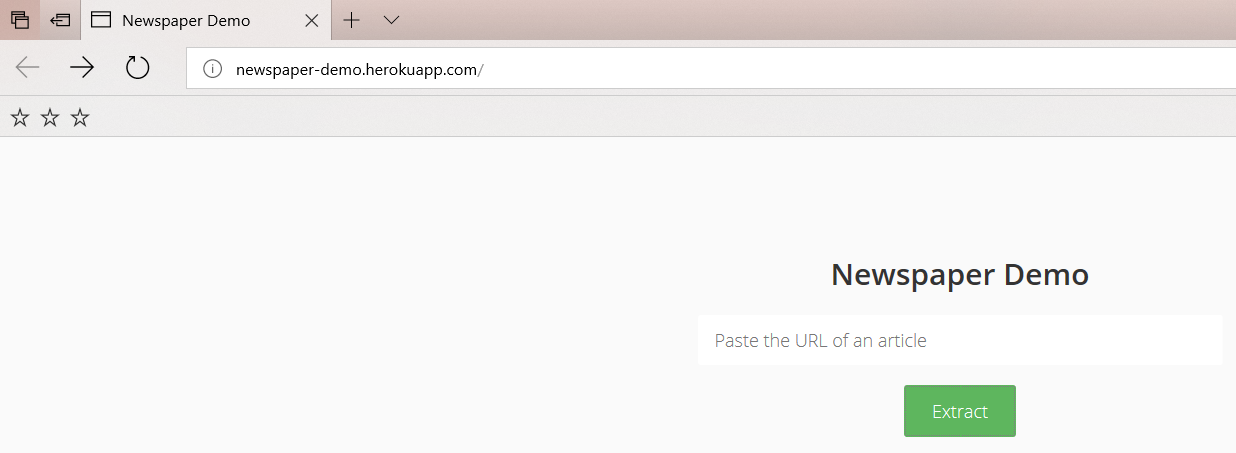 Newspaper Demo
newspaper-demo.herokuapp.com/
Newspaper Demo
Paste the URL of an article
Extract